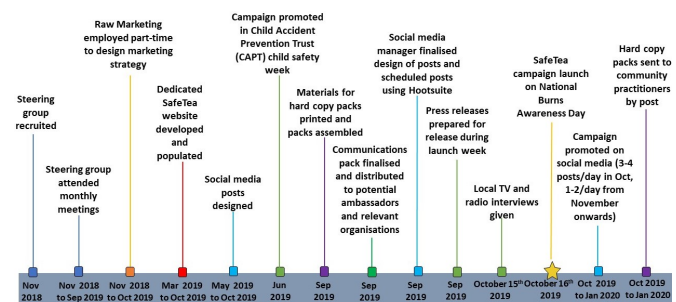 Steering
group
recruited
Steering group
attended
monthly
meetings
Raw Marketing
employed part-time
to design marketing
strategy
Dedicated
SafeTea
website
developed
and
populated
Social media
posts
designed
Campaign promoted
in Child Accident
Prevention Trust
(CAPT) child safety
week
Materials for
hard copy packs
printed and
packs assembled
Communications
pack finalised
and distributed
to potential
ambassadors
and relevant
organisations
Social media
manager finalised
design of posts and
scheduled posts
using Hootsuite
Press releases
prepared for
release during
launch week
Local TV and
radio interviews
given
SafeTea
campaign launch
on National
Burns
Awareness Day
Campaign
promoted on
social media (3-4
posts/day in Oct,
1-2/day from
November
onwards)
Hard copy
packs sent to
community
practitioners
by post
Nov
2018
Nov 2018
to Sep 2019
Nov 2018
to Oct 2019
Mar 2019
to Oct 2019
May 2019
to Oct 2019
Jun
2019
Sep
2019
Sep
2019
Sep
2019
Sep
2019
October 15th
2019
October 16th
2019
Oct 2019
to Jan 2020
Oct 2019
to Jan 2020